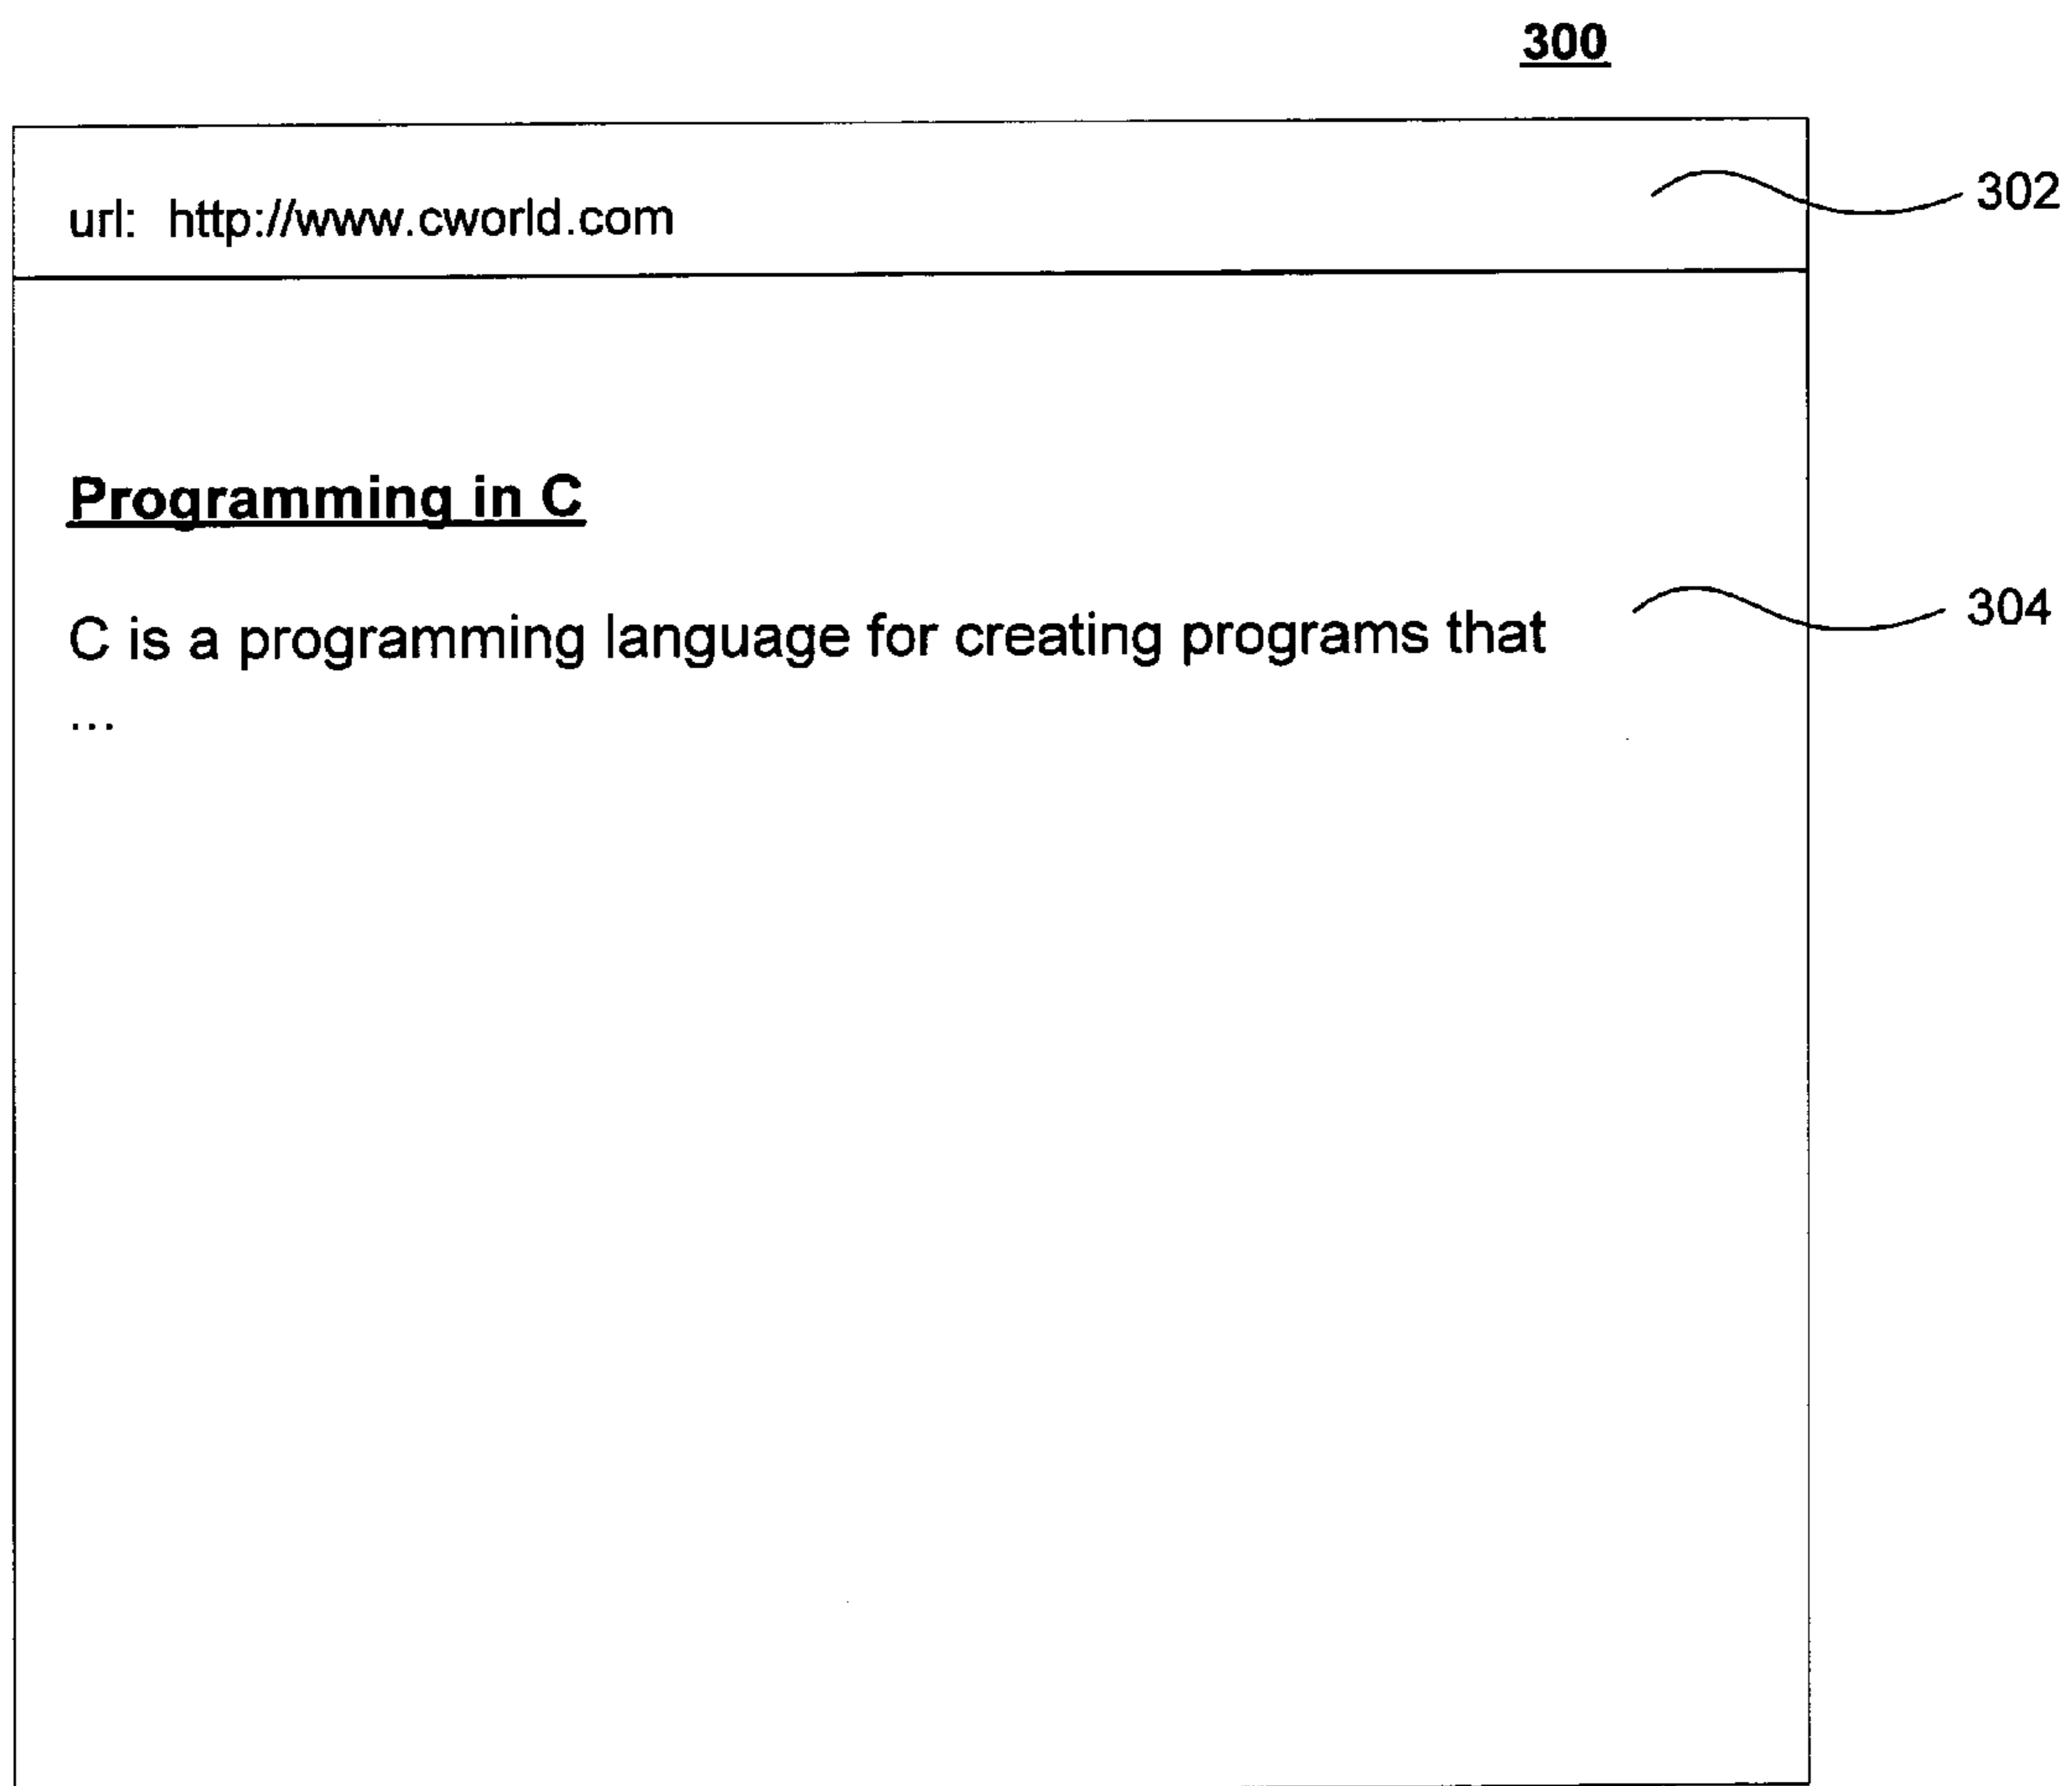 300
url: http://www.cworld.com
302
Programming in C
C is a programming language for creating programs that
304
...